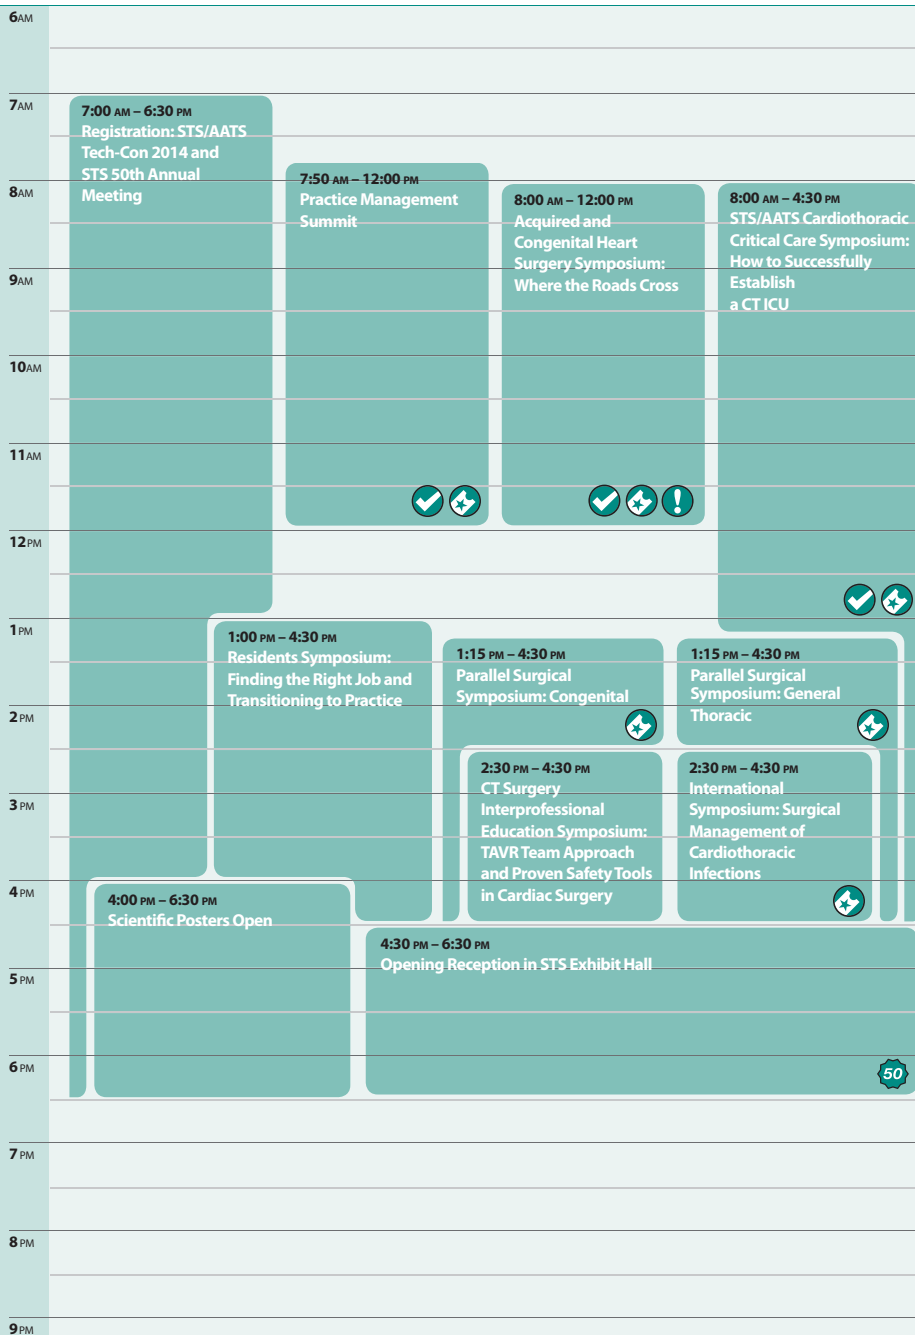 6AM
7AM
8AM
9AM
10AM
11AM
12PM
1PM
2PM
3PM
4PM
5PM
6PM
7PM
8PM
9PM
7:00 AM – 6:30 PM
Registration: STS/AATS
Tech-Con 2014 and
STS 50th Annual
Meeting
7:50 AM – 12:00 PM
Practice Management
Summit
8:00 AM – 12:00 PM
Acquired and
Congenital Heart
Surgery Symposium:
Where the Roads Cross
8:00 AM – 4:30 PM
STS/AATS Cardiothoracic
Critical Care Symposium:
How to Successfully
Establish
a CT ICU
1:00 PM – 4:30 PM
Residents Symposium:
Finding the Right Job and
Transitioning to Practice
1:15 PM – 4:30 PM
Parallel Surgical
Symposium: Congenital
1:15 PM – 4:30 PM
Parallel Surgical
Symposium: General
Thoracic
2:30 PM – 4:30 PM
CT Surgery
Interprofessional
Education Symposium:
TAVR Team Approach
and Proven Safety Tools
in Cardiac Surgery
2:30 PM – 4:30 PM
International
Symposium: Surgical
Management of
Cardiothoracic
Infections
4:00 PM – 6:30 PM
Scientific Posters Open
4:30 PM – 6:30 PM
Opening Reception in STS Exhibit Hall
50